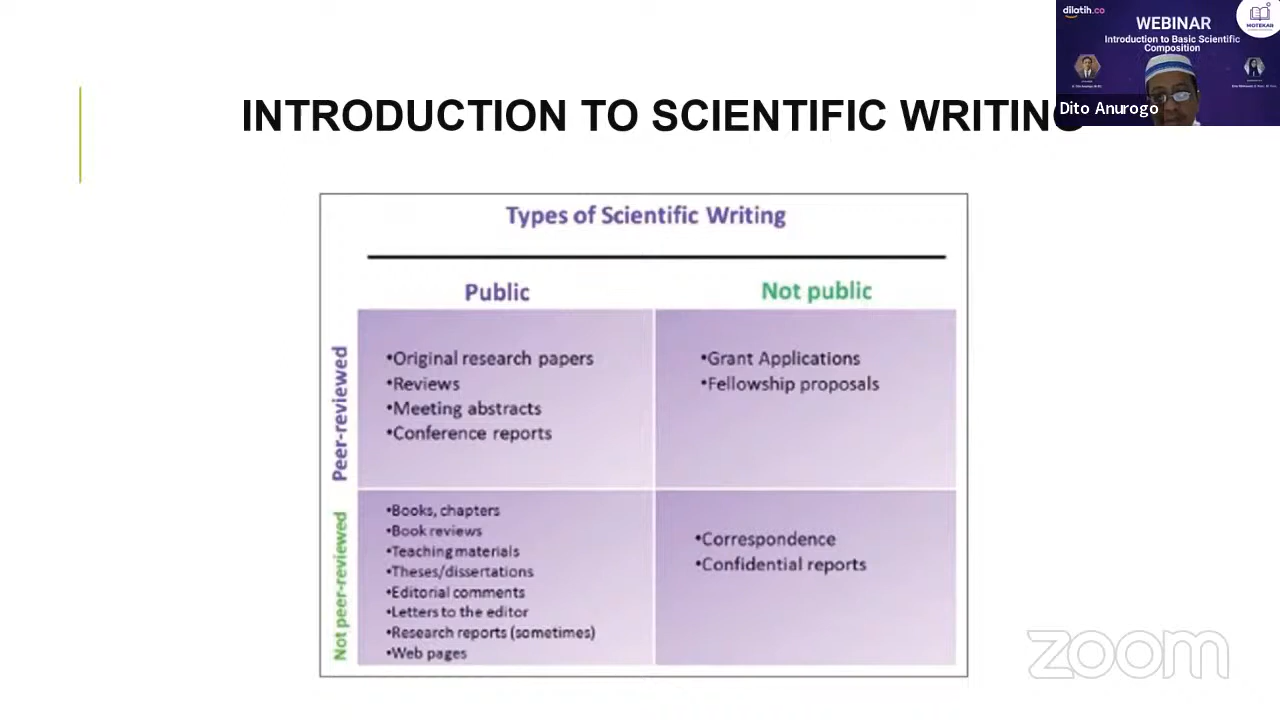 dilatih.co
WEBINAR
Introduction to Basic Scientific
Composition
MOTEKAR
Dito Anurogo
INTRODUCTION TO SCIENTIFIC WRITING
Types of Scientific Writing
Public
Not public
Peer-reviewed
•Original research papers
•Reviews
•Meeting abstracts
•Conference reports
•Grant Applications
•Fellowship proposals
Not peer-reviewed
•Books, chapters
•Book reviews
•Teaching materials
•Theses/dissertations
•Editorial comments
•Letters to the editor
•Research reports (sometimes)
•Web pages
•Correspondence
•Confidential reports
zoom